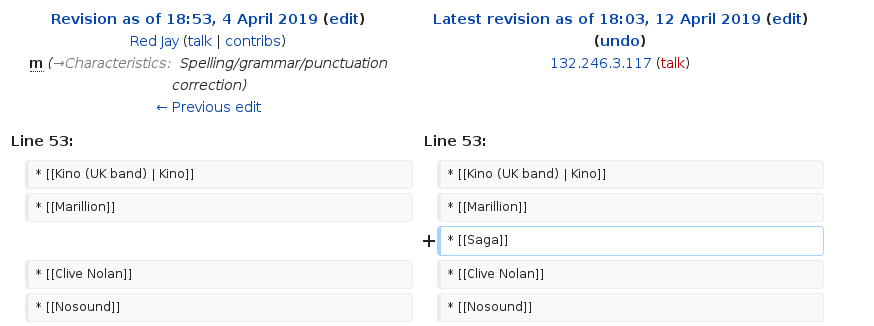 Revision as of 18:53, 4 April 2019 (edit)
Red Jay (talk | contribs)
m (→Characteristics: Spelling/grammar/punctuation
correction)
← Previous edit
Latest revision as of 18:03, 12 April 2019 (edit)
(undo)
132.246.3.117 (talk)
Line 53:
Line 53:
* [[Kino (UK band) | Kino]]
* [[Kino (UK band) | Kino]]
* [[Marillion]]
* [[Marillion]]
+ * [[Saga]]
* [[Clive Nolan]]
* [[Clive Nolan]]
* [[Nosound]]
* [[Nosound]]